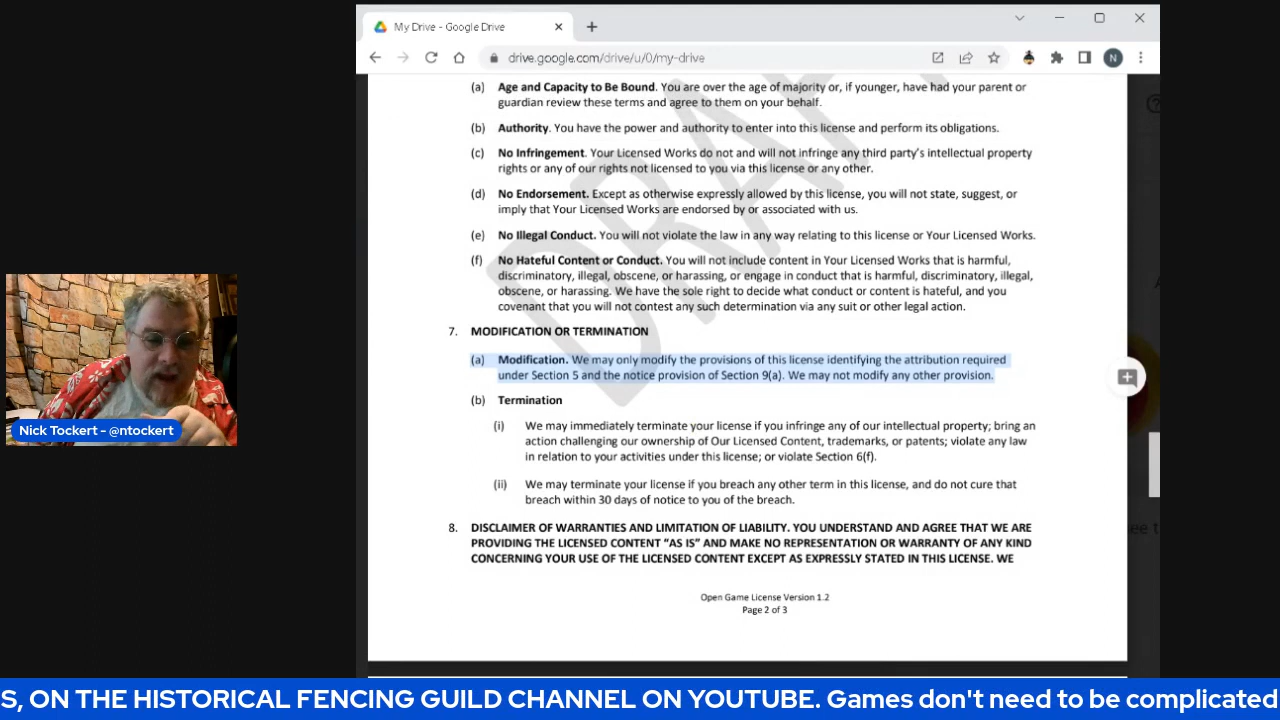 My Drive - Google Drive
drive.google.com/drive/u/0/my-drive
N
(a) Age and Capacity to Be Bound. You are over the age of majority or, if younger, have had your parent or
guardian review these terms and agree to them on your behalf.
(b) Authority. You have the power and authority to enter into this license and perform its obligations.
(c) No Infringement. Your Licensed Works do not and will not infringe any third party's intellectual property
rights or any of our rights not licensed to you via this license or any other.
(d) No Endorsement. Except as otherwise expressly allowed by this license, you will not state, suggest, or
imply that Your Licensed Works are endorsed by or associated with us.
(e) No Illegal Conduct. You will not violate the law in any way relating to this license or Your Licensed Works.
(f) No Hateful Content or Conduct. You will not include content in Your Licensed Works that is harmful,
discriminatory, illegal, obscene, or harassing, or engage in conduct that is harmful, discriminatory, illegal,
obscene, or harassing. We have the sole right to decide what conduct or content is hateful, and you
covenant that you will not contest any such determination via any suit or other legal action.
7. MODIFICATION OR TERMINATION
(a) Modification. We may only modify the provisions of this license identifying the attribution required
under Section 5 and the notice provision of Section 9(a). We may not modify any other provision.
(b) Termination
(i) We may immediately terminate your license if you infringe any of our intellectual property; bring an
action challenging our ownership of Our Licensed Content, trademarks, or patents; violate any law
in relation to your activities under this license; or violate Section 6(f).
(ii) We may terminate your license if you breach any other term in this license, and do not cure that
breach within 30 days of notice to you of the breach.
8. DISCLAIMER OF WARRANTIES AND LIMITATION OF LIABILITY. YOU UNDERSTAND AND AGREE THAT WE ARE
PROVIDING THE LICENSED CONTENT "AS IS" AND MAKE NO REPRESENTATION OR WARRANTY OF ANY KIND
CONCERNING YOUR USE OF THE LICENSED CONTENT EXCEPT AS EXPRESSLY STATED IN THIS LICENSE. WE
Open Game License Version 1.2
Page 2 of 3
DRAFT
Nick Tockert - @ntockert
S, ON THE HISTORICAL FENCING GUILD CHANNEL ON YOUTUBE. Games don't need to be complicated